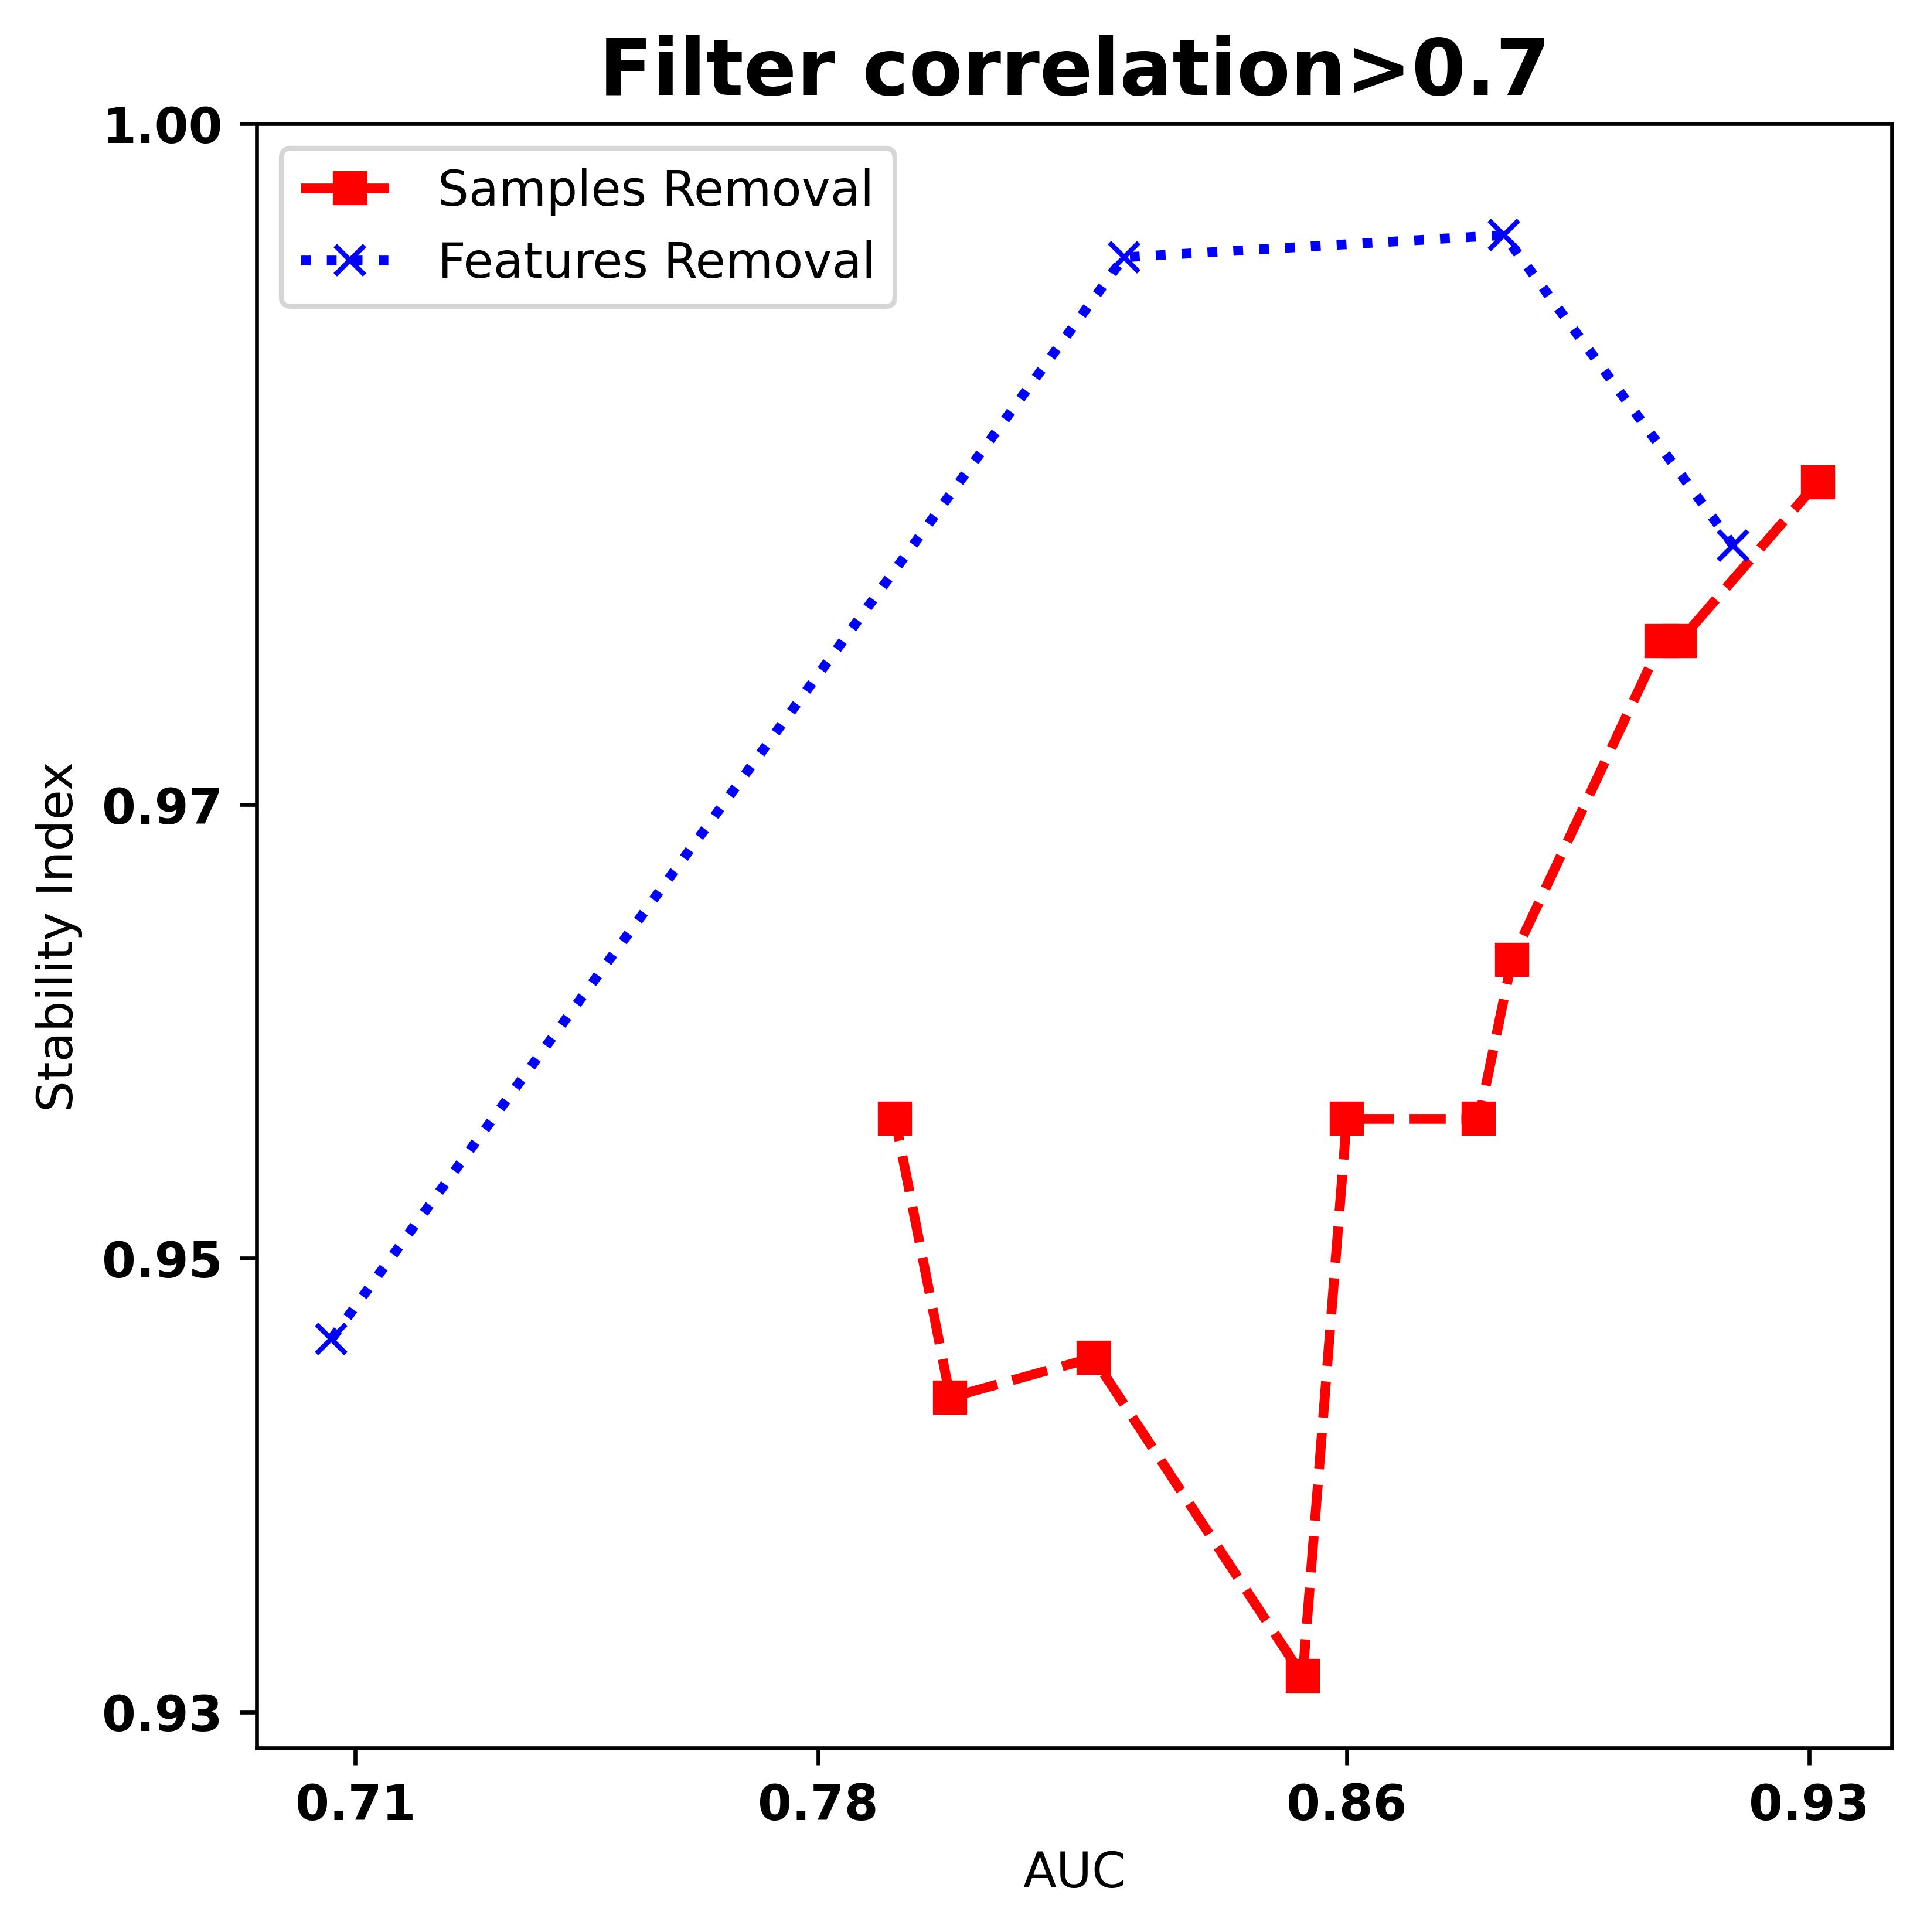 Filter correlation>0.7
1.00
Samples Removal
Features Removal
0.97
Stability Index
0.95
0.93
0.71 0.78 0.86 0.93
AUC